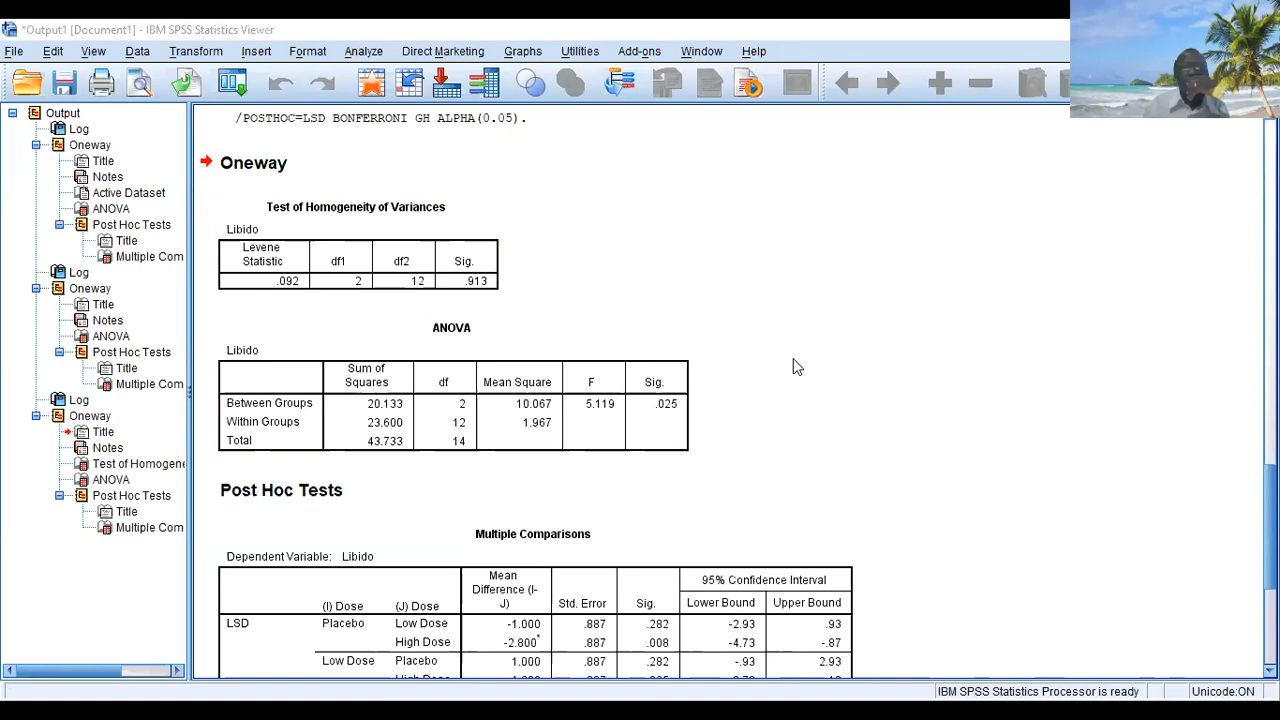 *Output1 [Document1] - IBM SPSS Statistics Viewer
File Edit View Data Transform Insert Format Analyze Direct Marketing Graphs Utilities Add-ons Window Help
Output
Log
Oneway
Title
Notes
Active Dataset
ANOVA
Post Hoc Tests
Title
Multiple Com
Log
Oneway
Title
Notes
ANOVA
Post Hoc Tests
Title
Multiple Com
Log
Oneway
Title
Notes
Test of Homogene
ANOVA
Post Hoc Tests
Title
Multiple Com
/POSTHOC=LSD BONFERRONI GH ALPHA(0.05).
Oneway
Test of Homogeneity of Variances
Libido
Levene Statistic df1 df2 Sig.
.092 2 12 .913
ANOVA
Libido
Sum of Squares df Mean Square F Sig.
Between Groups 20.133 2 10.067 5.119 .025
Within Groups 23.600 12 1.967
Total 43.733 14
Post Hoc Tests
Multiple Comparisons
Dependent Variable: Libido
(I) Dose (J) Dose Mean Difference (I-J) Std. Error Sig. 95% Confidence Interval
Lower Bound Upper Bound
LSD Placebo Low Dose -1.000 .887 .282 -2.93 .93
High Dose -2.800* .887 .008 -4.73 -.87
Low Dose Placebo 1.000 .887 .282 -.93 2.93
IBM SPSS Statistics Processor is ready Unicode:ON